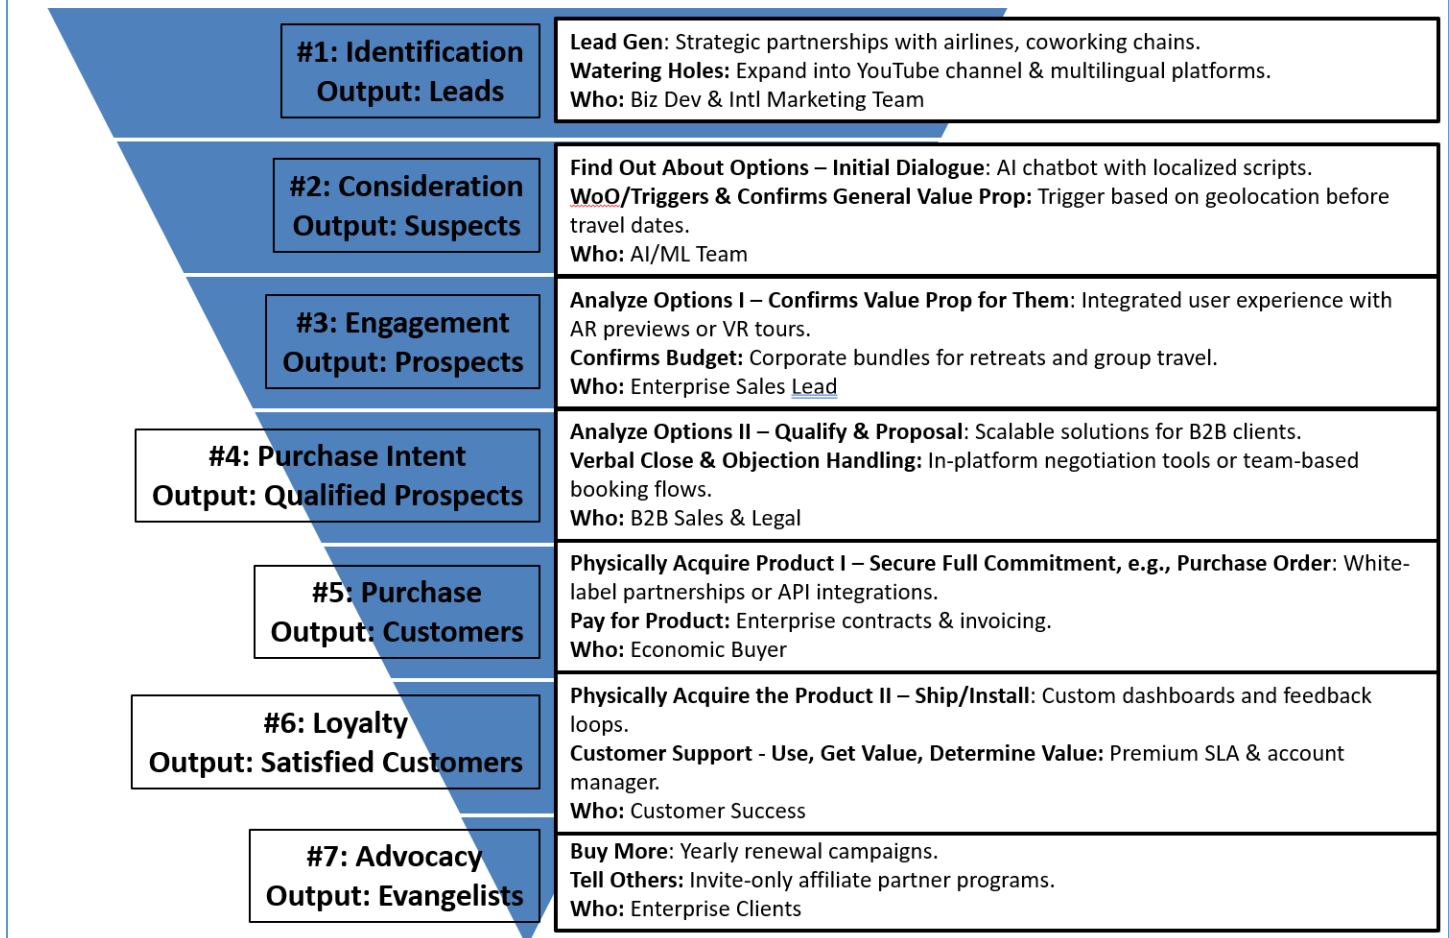 #1: Identification
Output: Leads
Lead Gen: Strategic partnerships with airlines, coworking chains.
Watering Holes: Expand into YouTube channel & multilingual platforms.
Who: Biz Dev & Intl Marketing Team
#2: Consideration
Output: Suspects
Find Out About Options – Initial Dialogue: AI chatbot with localized scripts.
WoO/Triggers & Confirms General Value Prop: Trigger based on geolocation before
travel dates.
Who: AI/ML Team
#3: Engagement
Output: Prospects
Analyze Options I – Confirms Value Prop for Them: Integrated user experience with
AR previews or VR tours.
Confirms Budget: Corporate bundles for retreats and group travel.
Who: Enterprise Sales Lead
#4: Purchase Intent
Output: Qualified Prospects
Analyze Options II – Qualify & Proposal: Scalable solutions for B2B clients.
Verbal Close & Objection Handling: In-platform negotiation tools or team-based
booking flows.
Who: B2B Sales & Legal
#5: Purchase
Output: Customers
Physically Acquire Product I – Secure Full Commitment, e.g., Purchase Order: White-
label partnerships or API integrations.
Pay for Product: Enterprise contracts & invoicing.
Who: Economic Buyer
#6: Loyalty
Output: Satisfied Customers
Physically Acquire the Product II – Ship/Install: Custom dashboards and feedback
loops.
Customer Support - Use, Get Value, Determine Value: Premium SLA & account
manager.
Who: Customer Success
#7: Advocacy
Output: Evangelists
Buy More: Yearly renewal campaigns.
Tell Others: Invite-only affiliate partner programs.
Who: Enterprise Clients